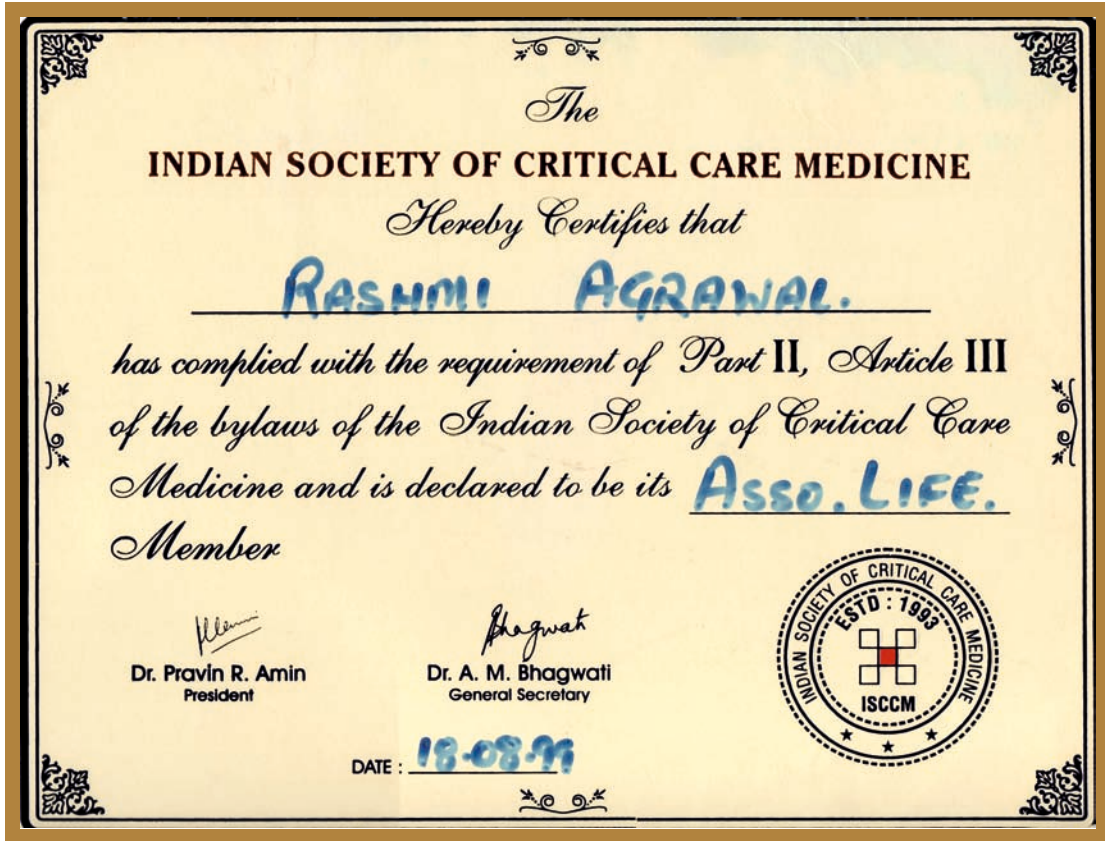 The
INDIAN SOCIETY OF CRITICAL CARE MEDICINE
Hereby Certifies that
RASHMI AGRAWAL.
has complied with the requirement of Part II, Article III
of the bylaws of the Indian Society of Critical Care
Medicine and is declared to be its ASSO. LIFE.
Member
Bhagwati
Dr. Pravin R. Amin
President
Dr. A. M. Bhagwati
General Secretary
INDIAN SOCIETY OF CRITICAL CARE MEDICINE
ESTD : 1993
ISCCM
DATE : 18-08-99